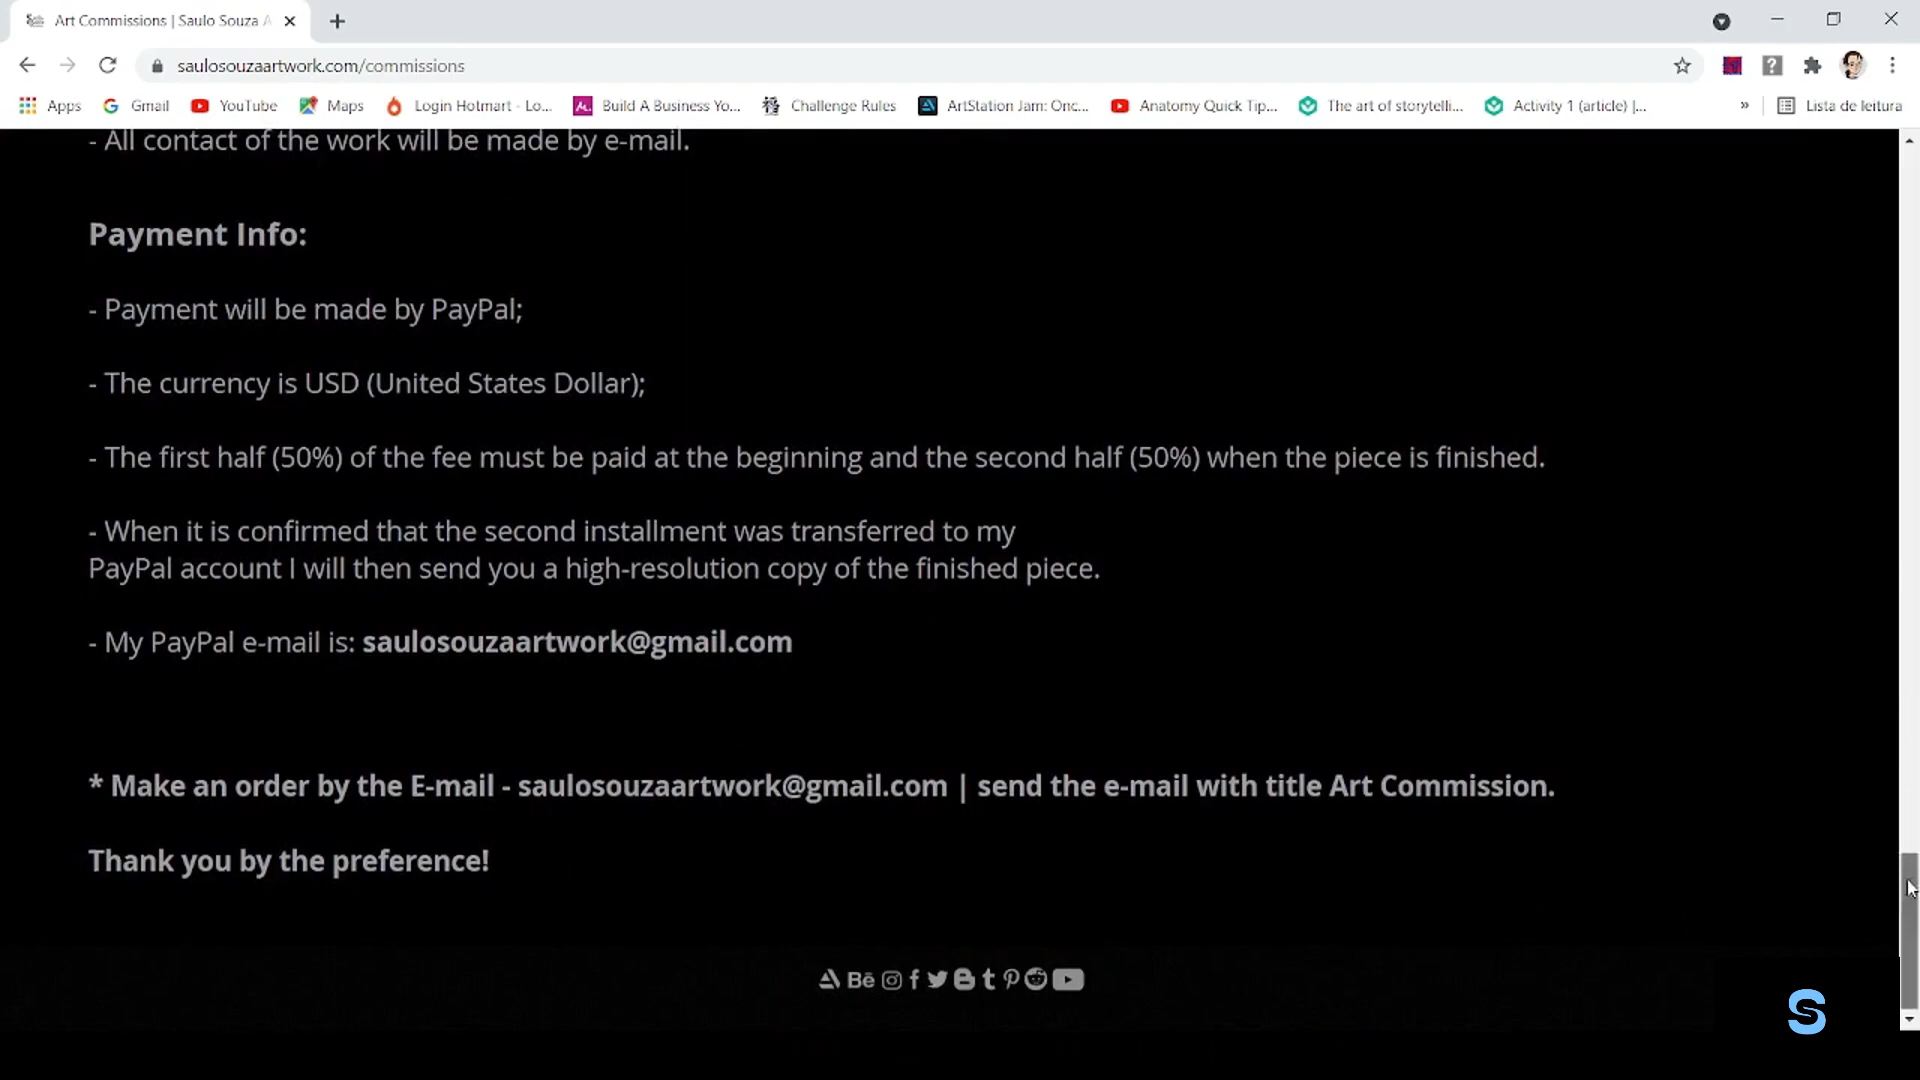 Art Commissions | Saulo Souza A
saulosouzaartwork.com/commissions
Apps
Gmail
YouTube
Maps
Login Hotmart - Lo...
Build A Business Yo...
Challenge Rules
ArtStation Jam: Onc...
Anatomy Quick Tip...
The art of storytelli...
Activity 1 (article) |...
»
Lista de leitura
- All contact of the work will be made by e-mail.
Payment Info:
- Payment will be made by PayPal;
- The currency is USD (United States Dollar);
- The first half (50%) of the fee must be paid at the beginning and the second half (50%) when the piece is finished.
- When it is confirmed that the second installment was transferred to my
PayPal account I will then send you a high-resolution copy of the finished piece.
- My PayPal e-mail is: saulosouzaartwork@gmail.com
* Make an order by the E-mail - saulosouzaartwork@gmail.com | send the e-mail with title Art Commission.
Thank you by the preference!
S